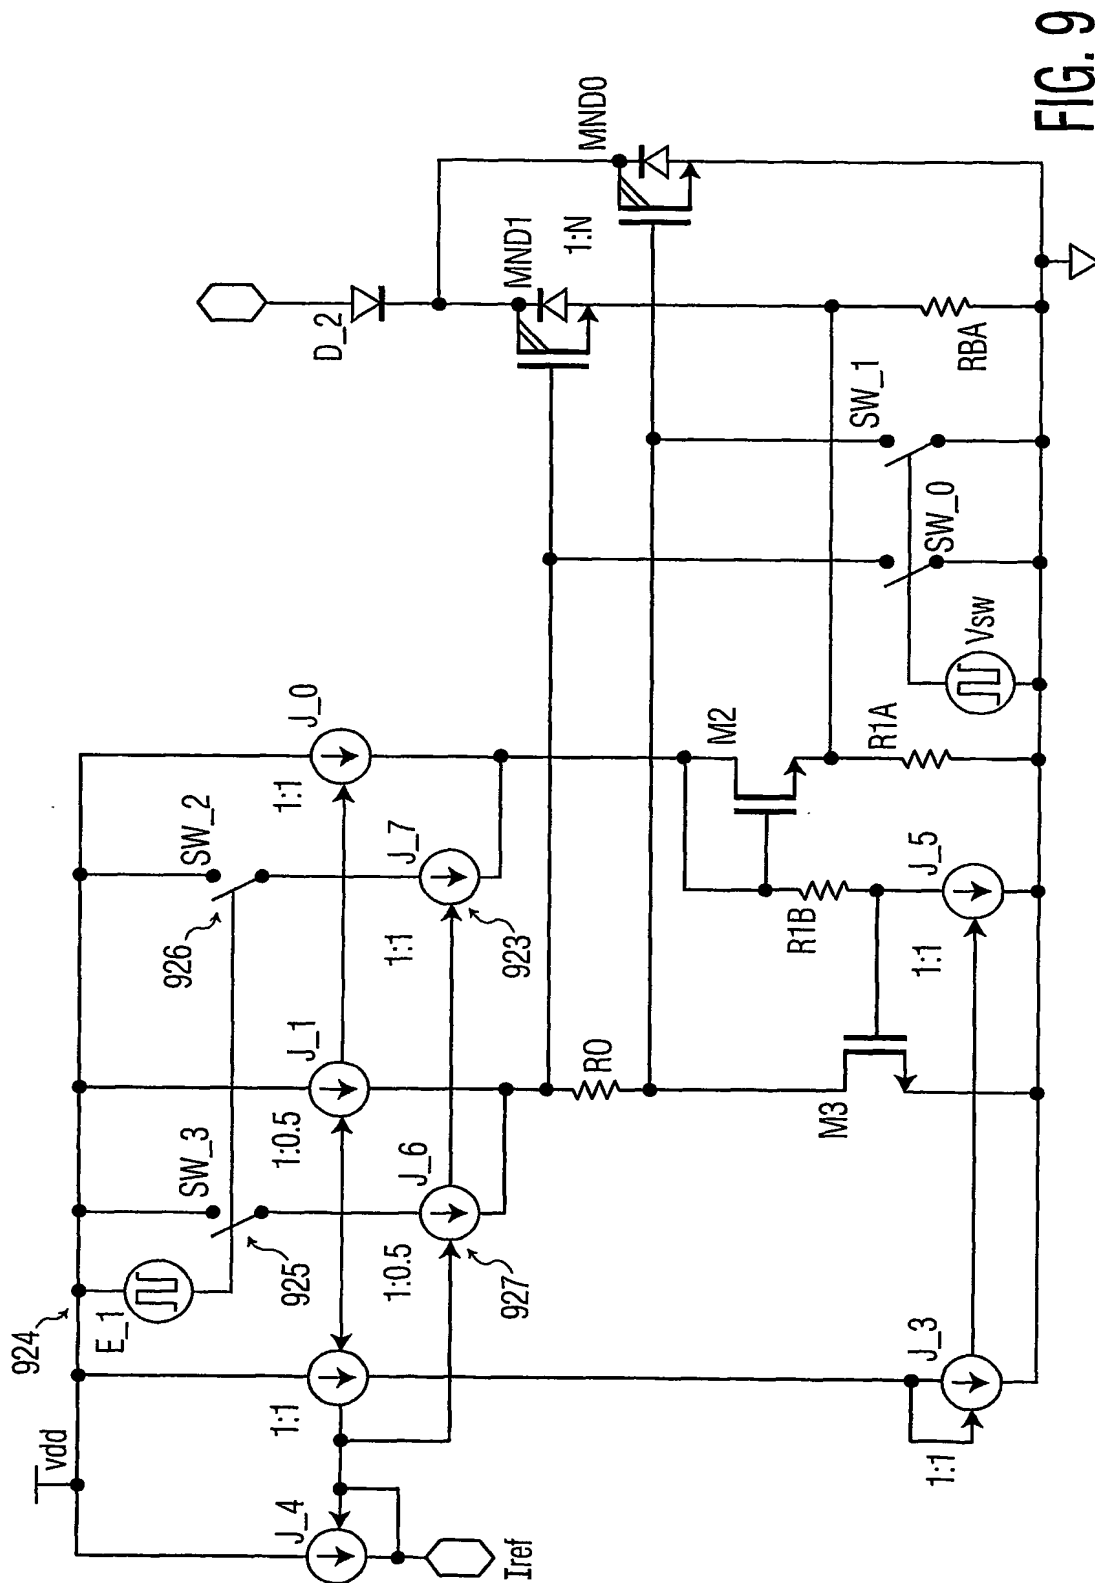 FIG. 9
vdd
924
E_1
SW_3
925
SW_2
926
J_4
1:1
1:0.5
J_1
1:1
J_0
Iref
1:0.5
J_6
927
1:1
J_7
923
R0
M3
M2
R1B
R1A
1:1
J_3
1:1
J_5
Vsw
SW_0
SW_1
RBA
D_2
MND1
1:N
MND0